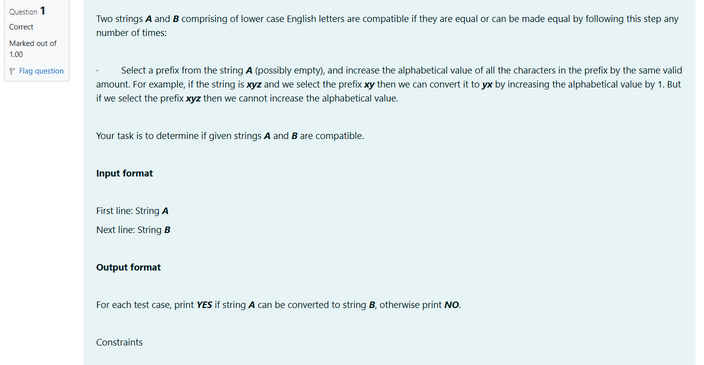 Question 1
Correct
Marked out of
1.00
Flag question
Two strings A and B comprising of lower case English letters are compatible if they are equal or can be made equal by following this step any
number of times:
· Select a prefix from the string A (possibly empty), and increase the alphabetical value of all the characters in the prefix by the same valid
amount. For example, if the string is xyz and we select the prefix xy then we can convert it to yx by increasing the alphabetical value by 1. But
if we select the prefix xyz then we cannot increase the alphabetical value.
Your task is to determine if given strings A and B are compatible.
Input format
First line: String A
Next line: String B
Output format
For each test case, print YES if string A can be converted to string B, otherwise print NO.
Constraints